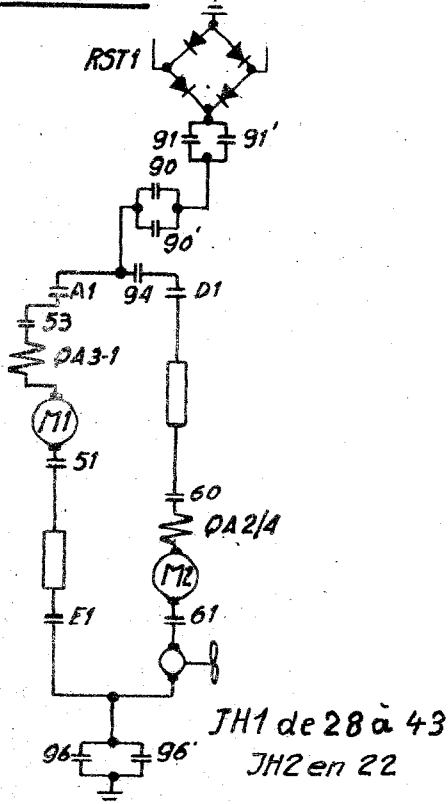 RST1
91 91'
90
90'
A1 94 D1
53
QA3-1
M1
51
60
QA2/4
M2
E1 61
JH1 de 28 à 43
96 96'
JH2 en 22